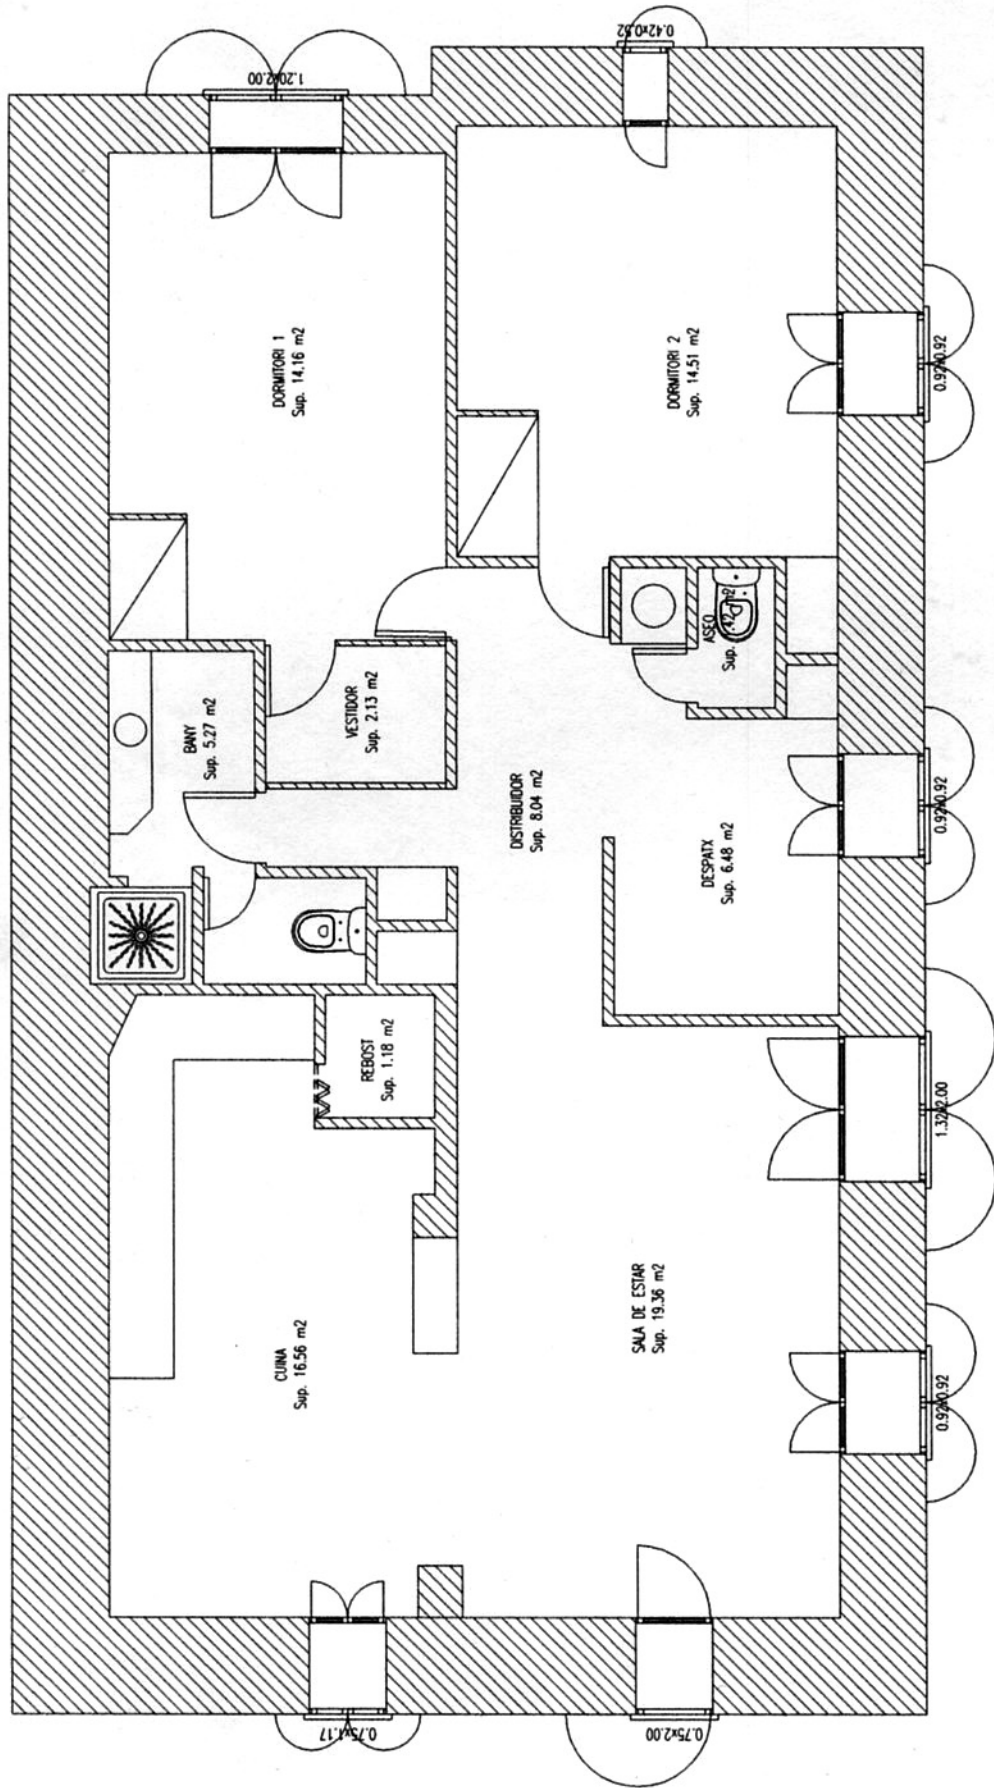 1.20x2.00
0.42x0.52
DORMITORI 1
Sup. 14.16 m2
DORMITORI 2
Sup. 14.51 m2
0.92x0.92
BANY
Sup. 5.27 m2
VESTIDOR
Sup. 2.13 m2
ASEO
Sup.
m2
DISTRIBUIDOR
Sup. 8.04 m2
DESPATX
Sup. 6.48 m2
0.92x0.92
REBOST
Sup. 1.18 m2
1.32x2.00
CUINA
Sup. 16.56 m2
SALA DE ESTAR
Sup. 19.36 m2
0.92x0.92
0.75x1.17
0.75x2.00